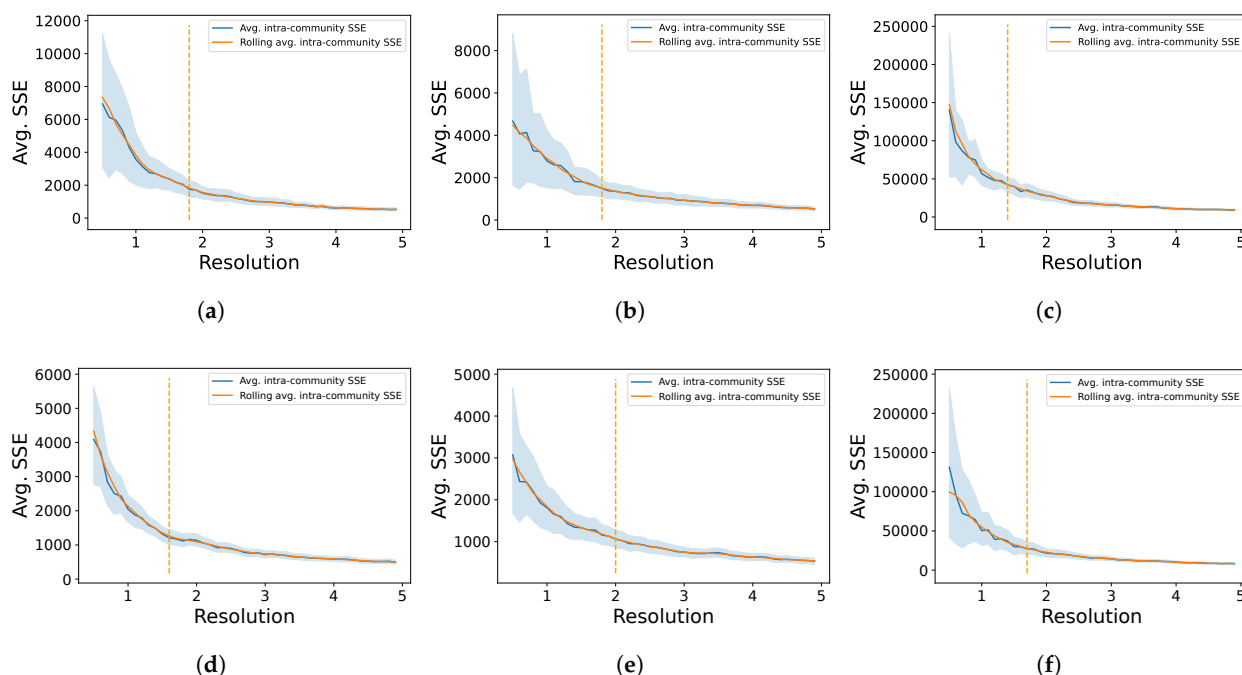 12000
10000
8000
6000
4000
2000
0
Avg. SSE
1 2 3 4 5
Resolution
Avg. intra-community SSE
Rolling avg. intra-community SSE
(a)
8000
6000
4000
2000
0
Avg. SSE
1 2 3 4 5
Resolution
Avg. intra-community SSE
Rolling avg. intra-community SSE
(b)
250000
200000
150000
100000
50000
0
Avg. SSE
1 2 3 4 5
Resolution
Avg. intra-community SSE
Rolling avg. intra-community SSE
(c)
6000
5000
4000
3000
2000
1000
0
Avg. SSE
1 2 3 4 5
Resolution
Avg. intra-community SSE
Rolling avg. intra-community SSE
(d)
5000
4000
3000
2000
1000
Avg. SSE
1 2 3 4 5
Resolution
Avg. intra-community SSE
Rolling avg. intra-community SSE
(e)
250000
200000
150000
100000
50000
0
Avg. SSE
1 2 3 4 5
Resolution
Avg. intra-community SSE
Rolling avg. intra-community SSE
(f)